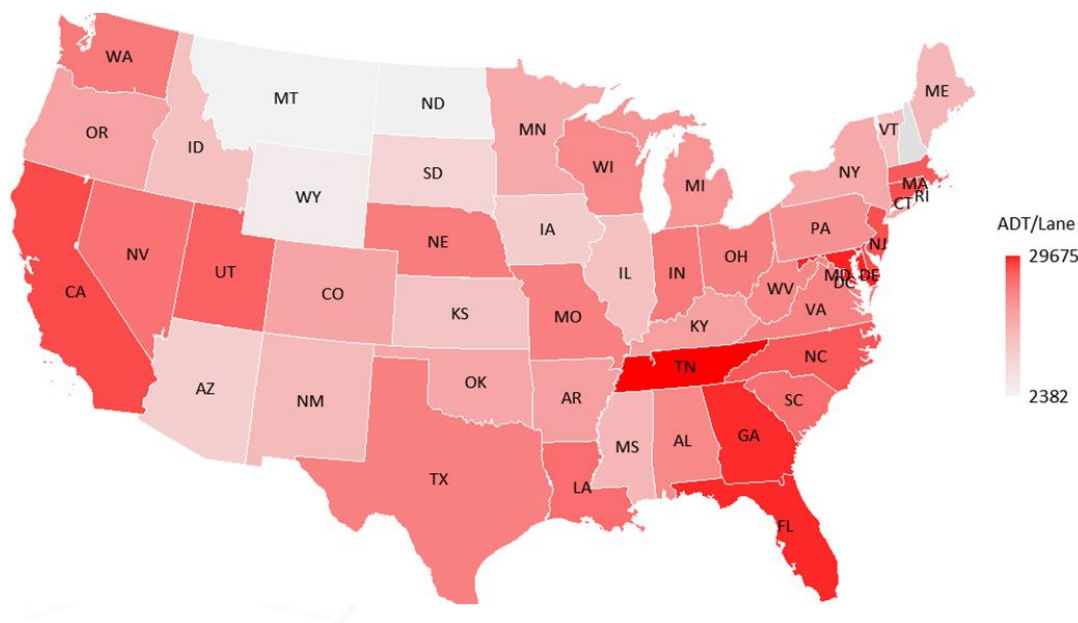 WA
MT
ND
ME
OR
MN
VT
ID
SD
WI
NY
MI
MA
RI
CT
WY
ADT/Lane
29675
IA
PA
NE
NJ
NV
UT
IL
IN
OH
MD
DE
DC
CA
CO
WV
KS
MO
VA
KY
NC
TN
OK
AZ
NM
AR
SC
2382
GA
MS
AL
TX
LA
FL